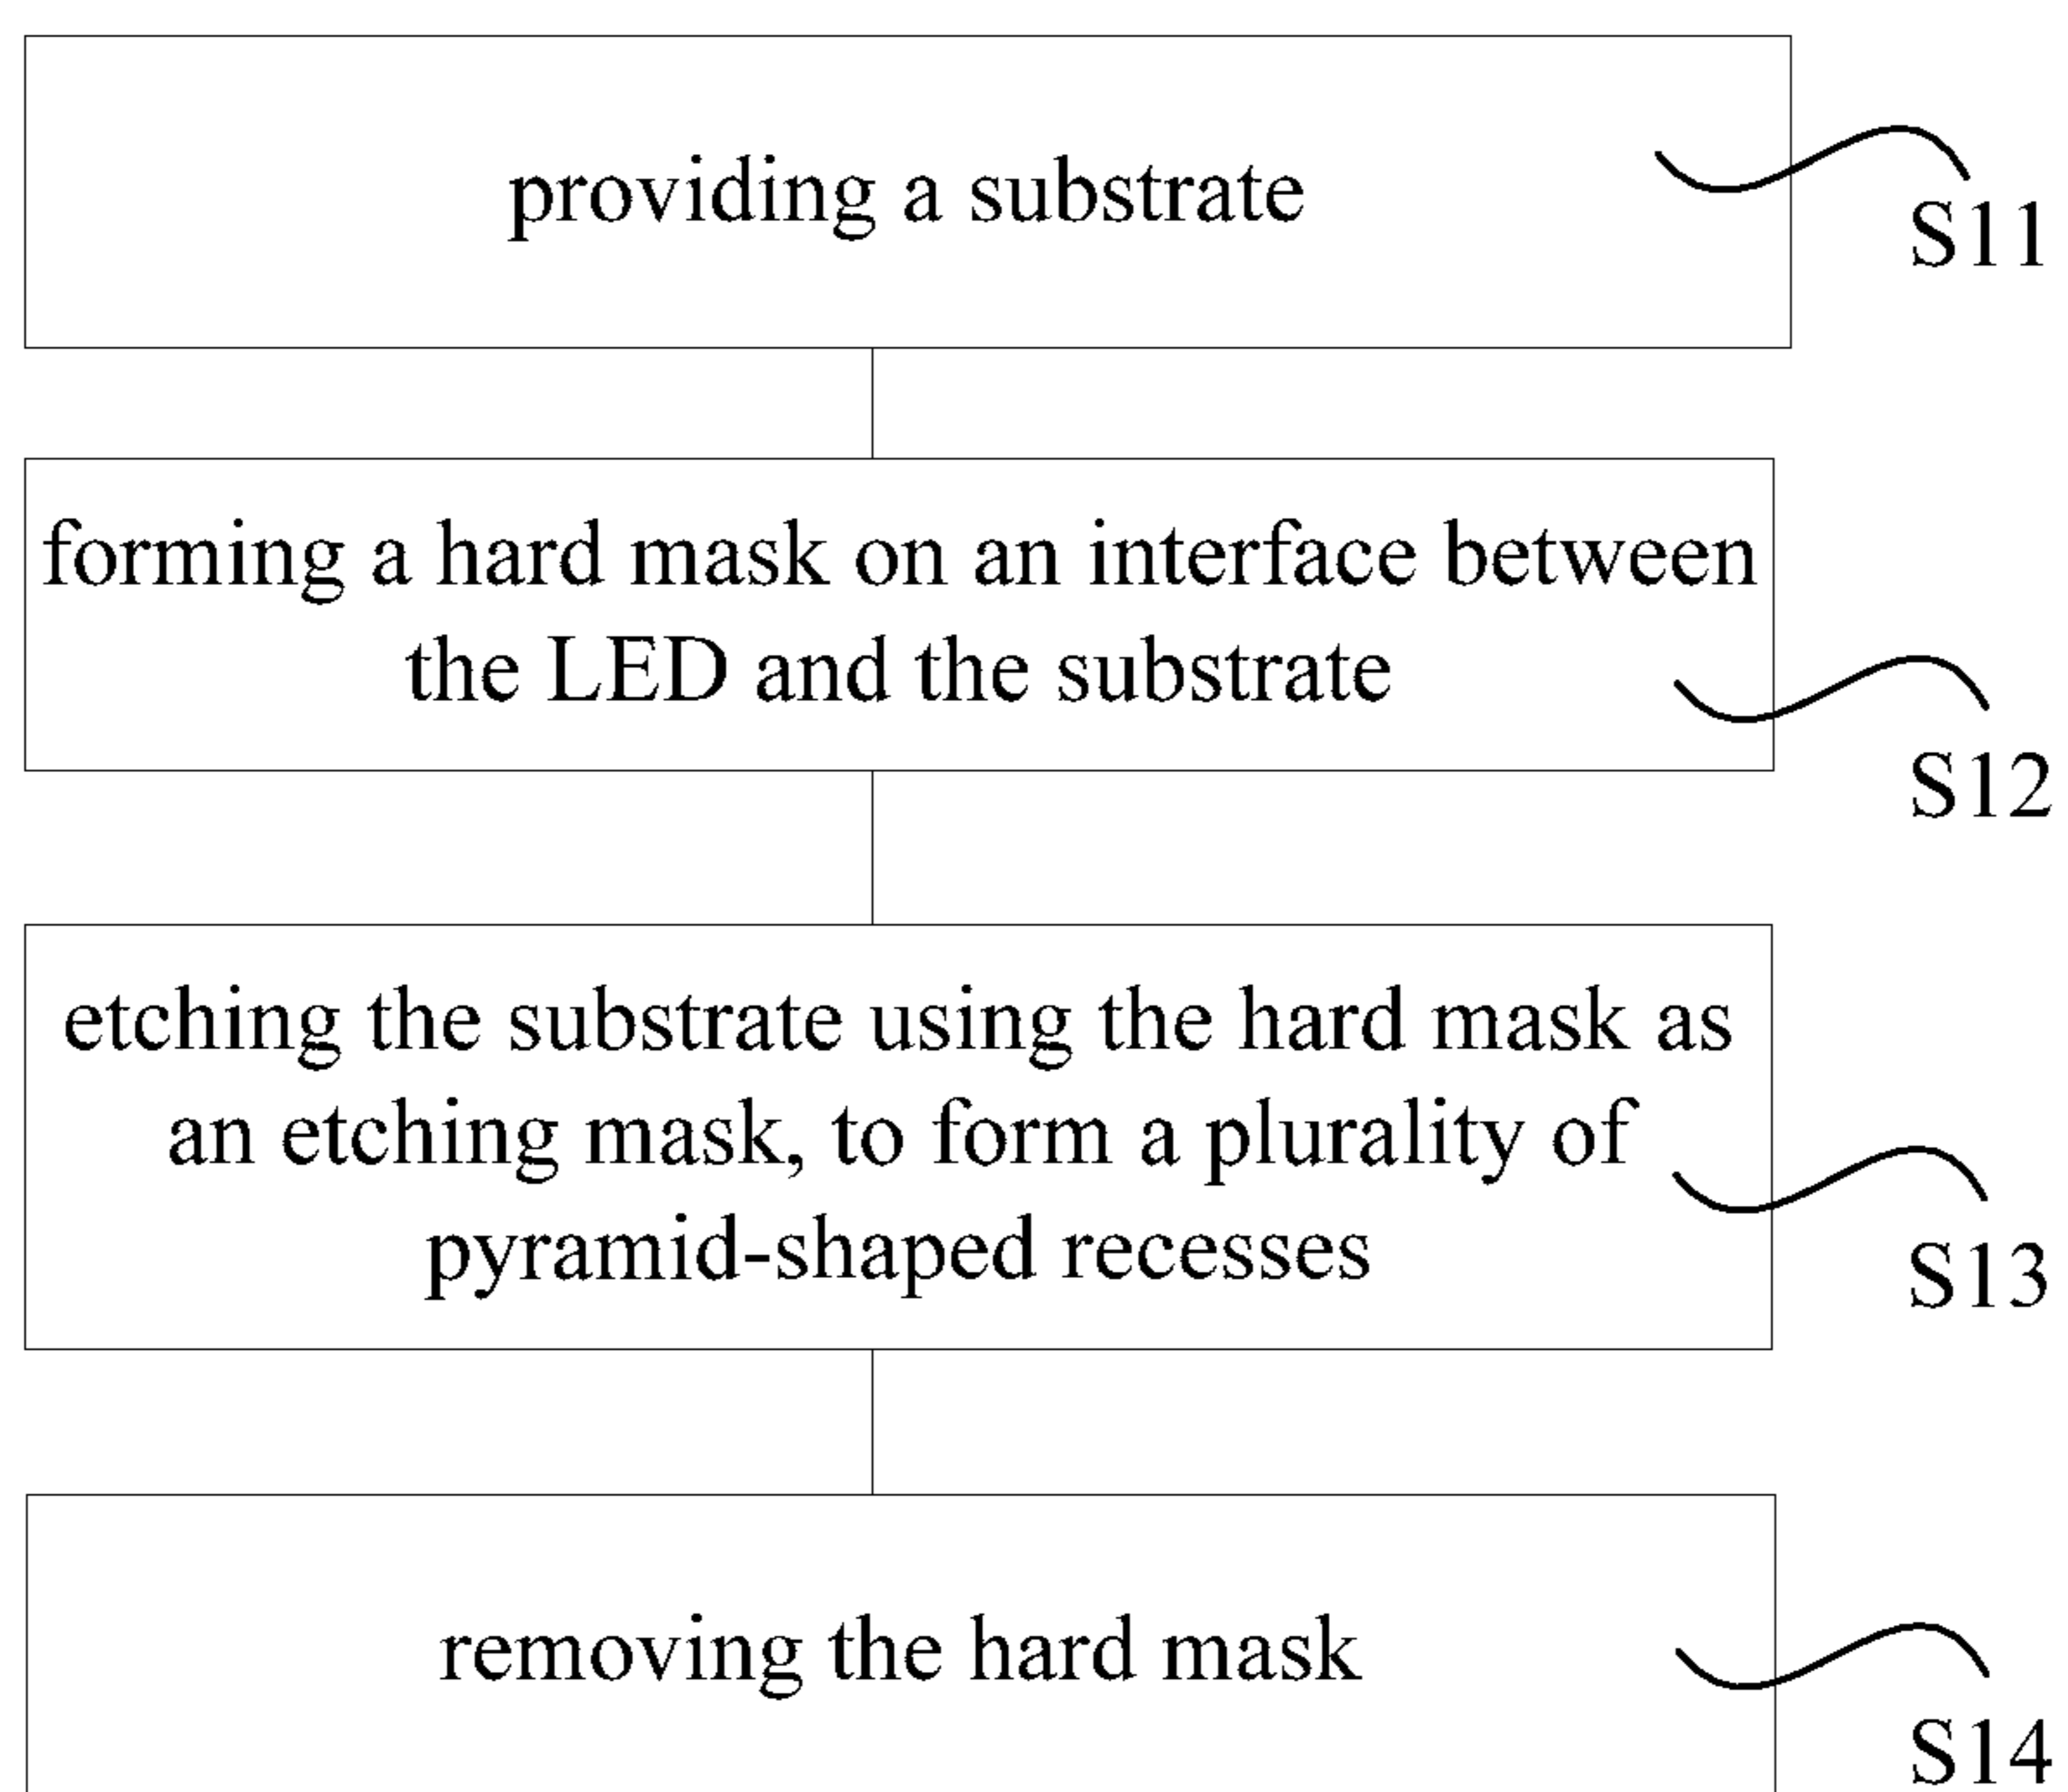 providing a substrate
S11
forming a hard mask on an interface between
the LED and the substrate
S12
etching the substrate using the hard mask as
an etching mask, to form a plurality of
pyramid-shaped recesses
S13
removing the hard mask
S14